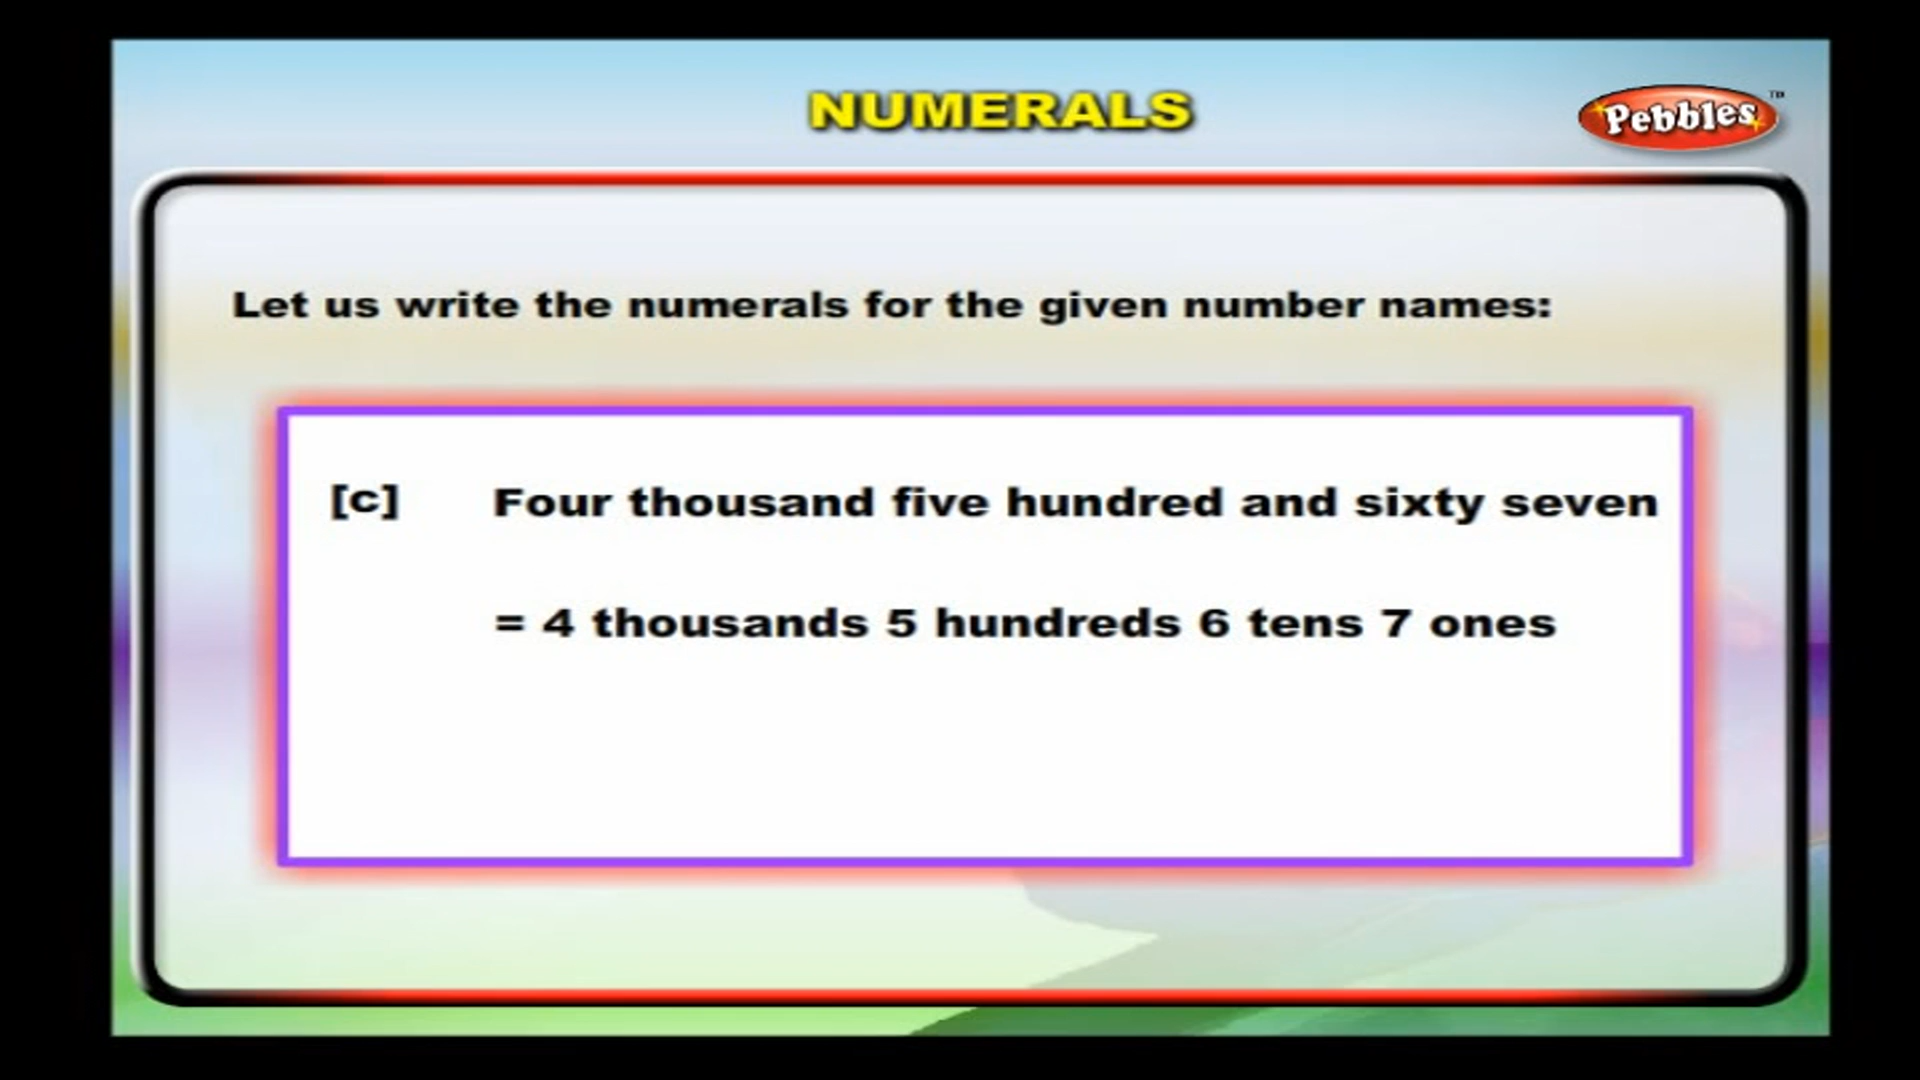 NUMERALS
Pebbles™
Let us write the numerals for the given number names:
[c] Four thousand five hundred and sixty seven
= 4 thousands 5 hundreds 6 tens 7 ones